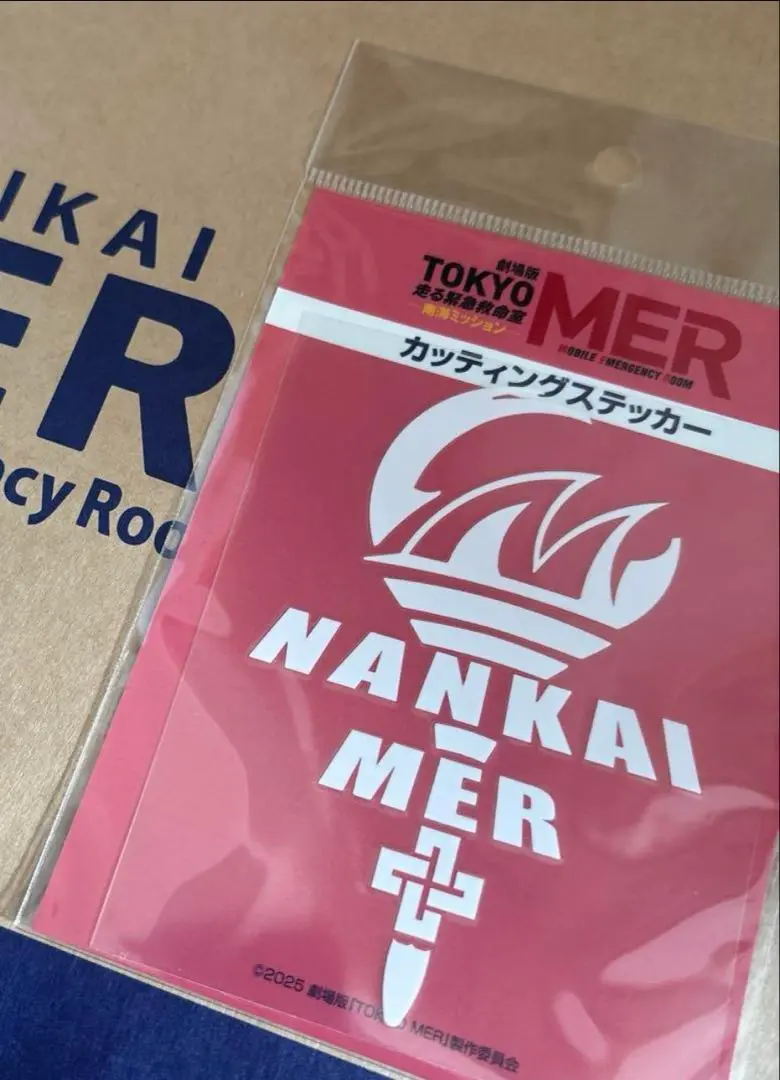 NKAI
ER
ncy Roo
劇場版
TOKYO MER
走る緊急救命室
南海ミッション
MOBILE EMERGENCY ROOM
カッティングステッカー
NANKAI
MER
©2025 劇場版『TOKYO MER』製作委員会